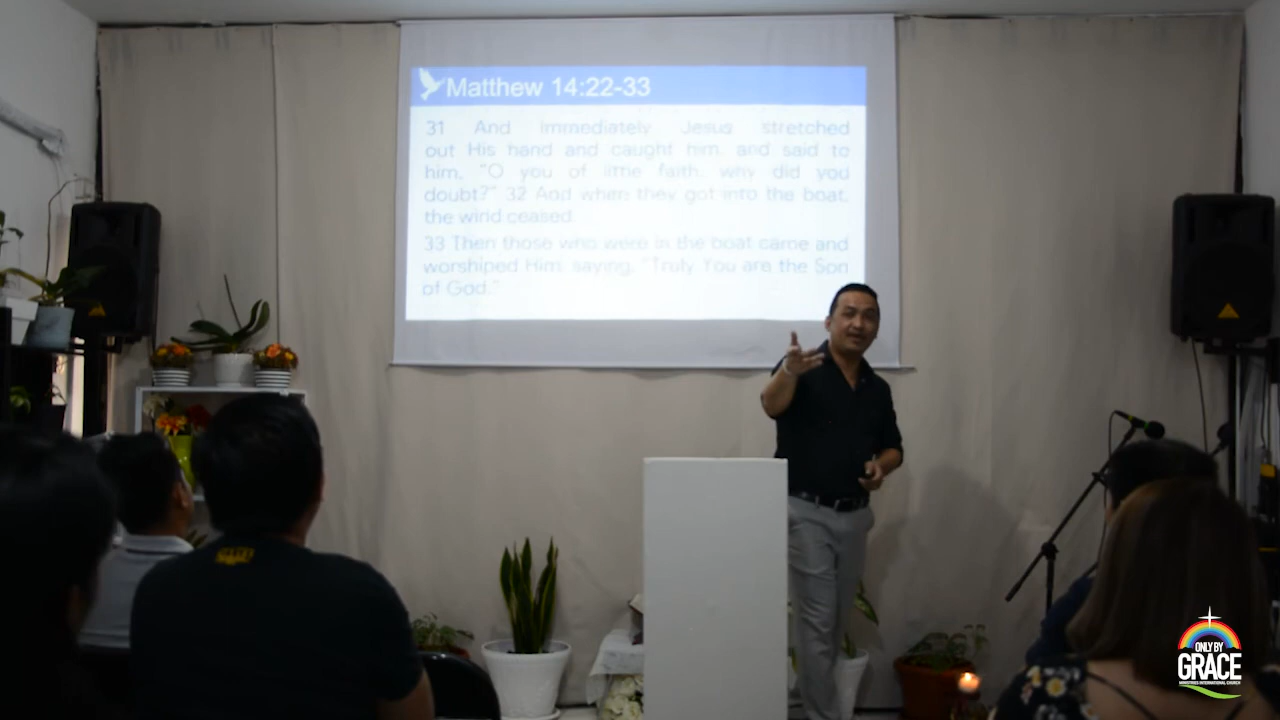 Matthew 14:22-33
31 And immediately Jesus stretched
out His hand and caught him, and said to
him, "O you of little faith, why did you
doubt?" 32 And when they got into the boat,
the wind ceased.
33 Then those who were in the boat came and
worshiped Him, saying, "Truly You are the Son
of God."
ONLY BY
GRACE
MINISTRIES INTERNATIONAL CHURCH